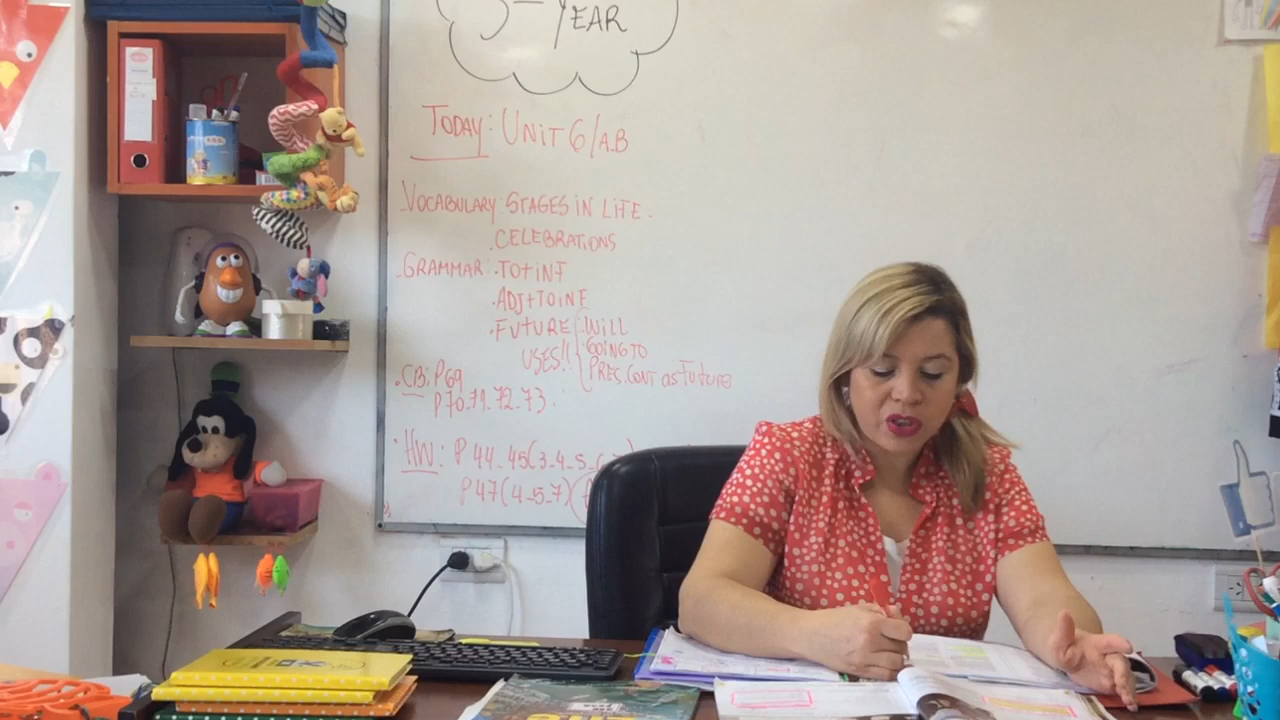 3– YEAR
TODAY: UNIT 6/A.B
VOCABULARY: STAGES IN LIFE.
.CELEBRATIONS
.GRAMMAR: .TO+INF
.ADJ+TOINF
.FUTURE WILL
USES!! GOING TO
PRES.CONT as Future
.CB: P69
P70-71-72-73.
.HW: P44-45(3-4-5-
P47(4-5-7)